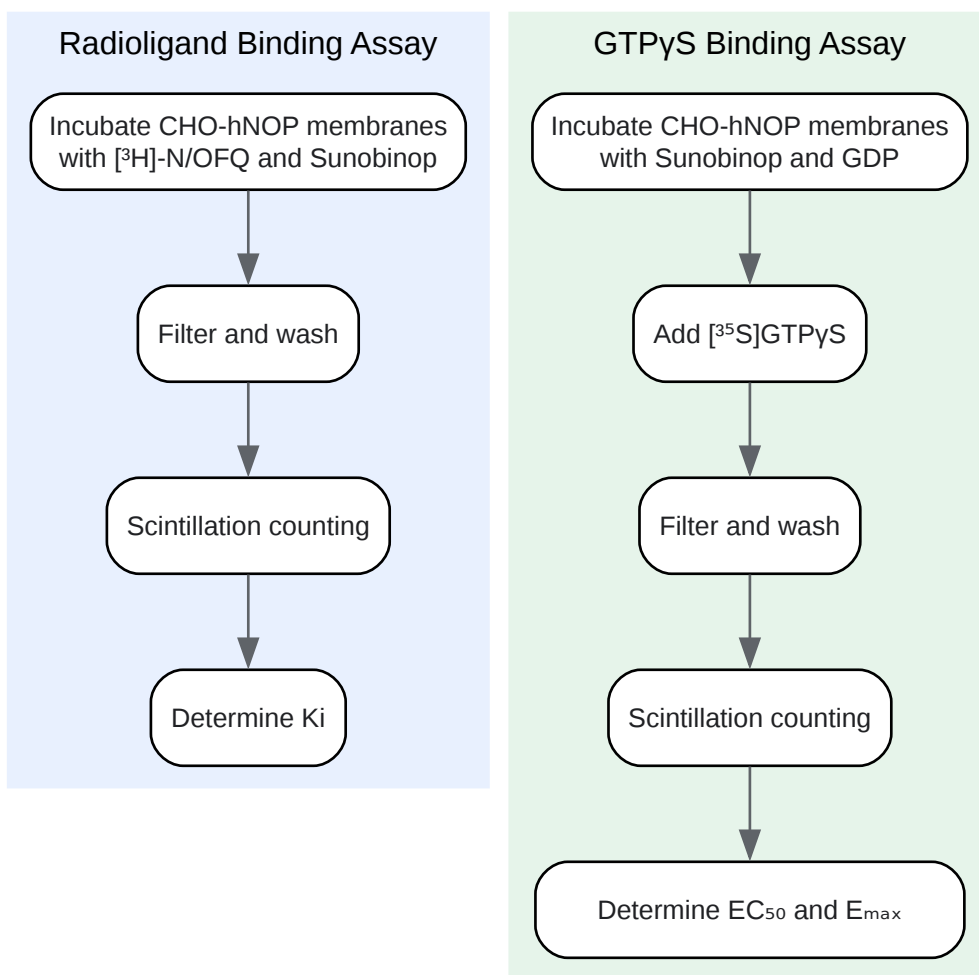 Radioligand Binding Assay
Incubate CHO-hNOP membranes
with [³H]-N/OFQ and Sunobinop
Filter and wash
Scintillation counting
Determine Ki
GTPγS Binding Assay
Incubate CHO-hNOP membranes
with Sunobinop and GDP
Add [³⁵S]GTPγS
Filter and wash
Scintillation counting
Determine EC₅₀ and Eₘₐₓ